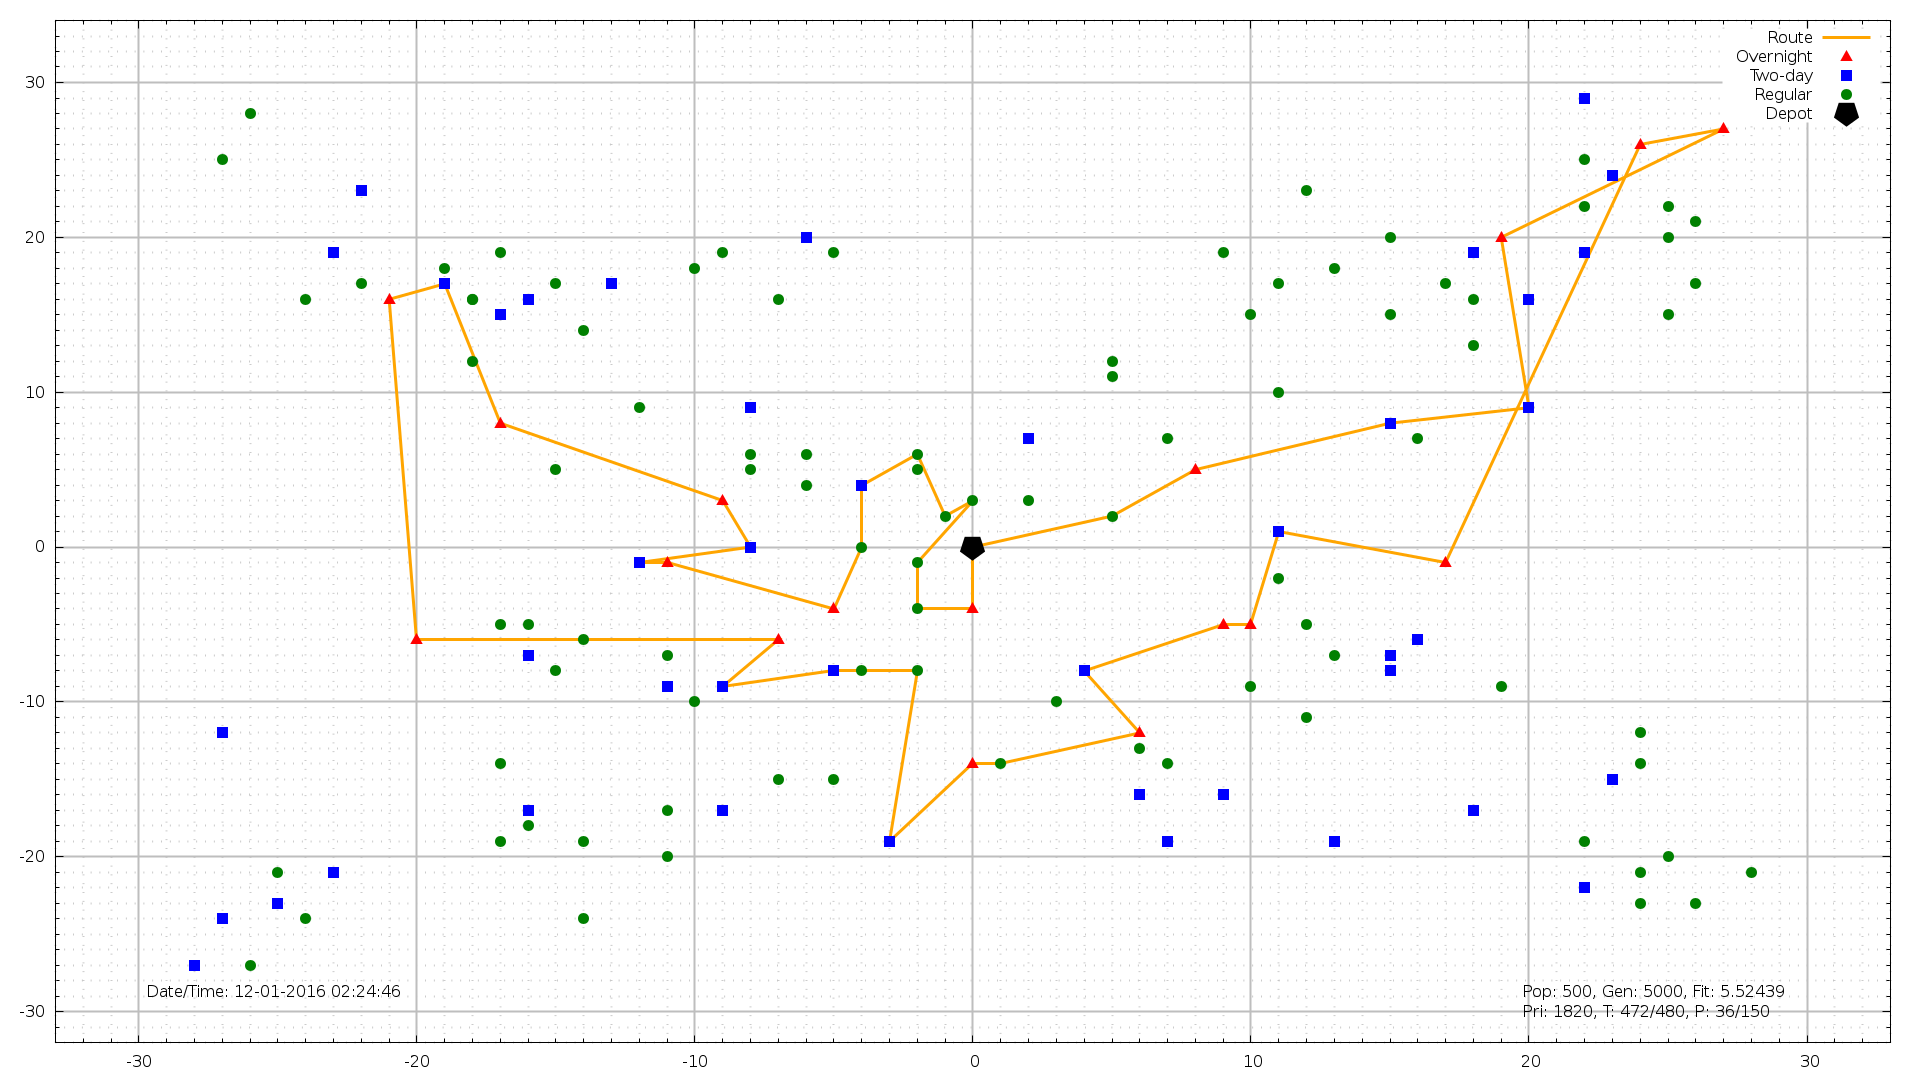 Route
Overnight
Two-day
Regular
Depot
30
20
10
0
-10
-20
-30
Date/Time: 12-01-2016 02:24:46
Pop: 500, Gen: 5000, Fit: 5.52439
Pri: 1820, T: 472/480, P: 36/150
-30 -20 -10 0 10 20 30